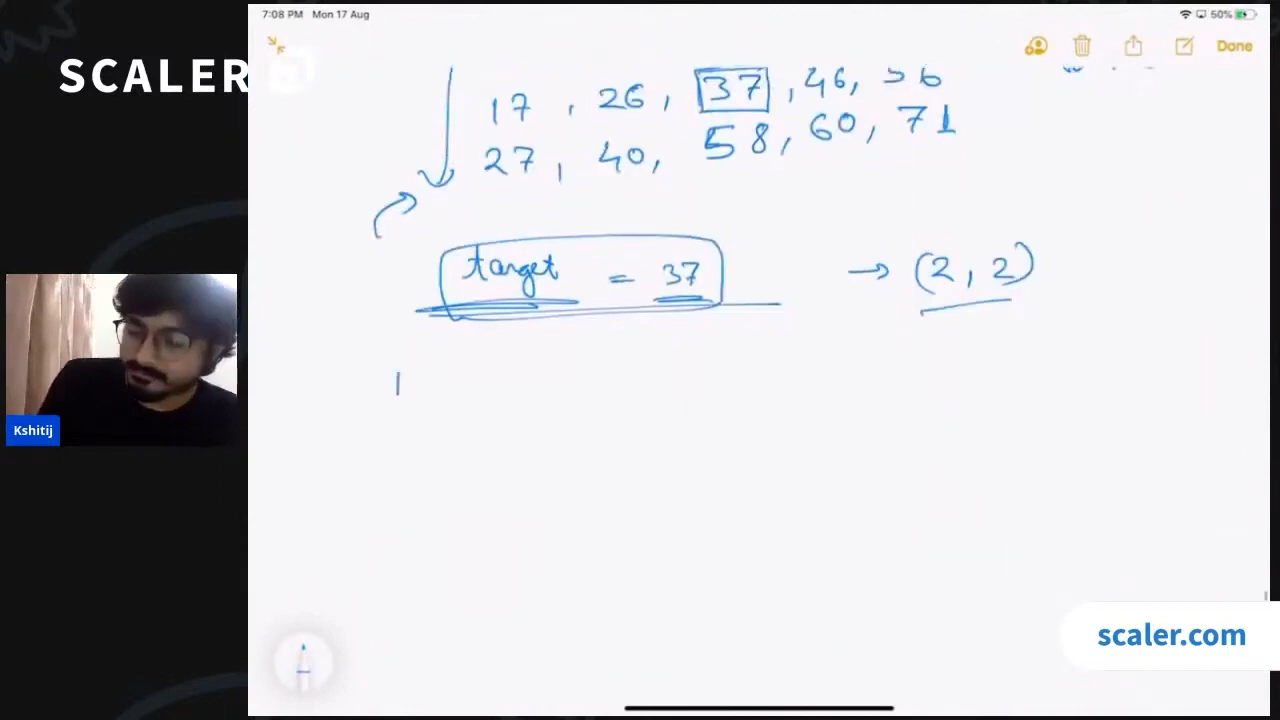 7:08 PM Mon 17 Aug
50%
Done
SCALER
17 , 26 , 37 , 46,
27 , 40, 58, 60, 71
target = 37 → (2, 2)
Kshitij
scaler.com